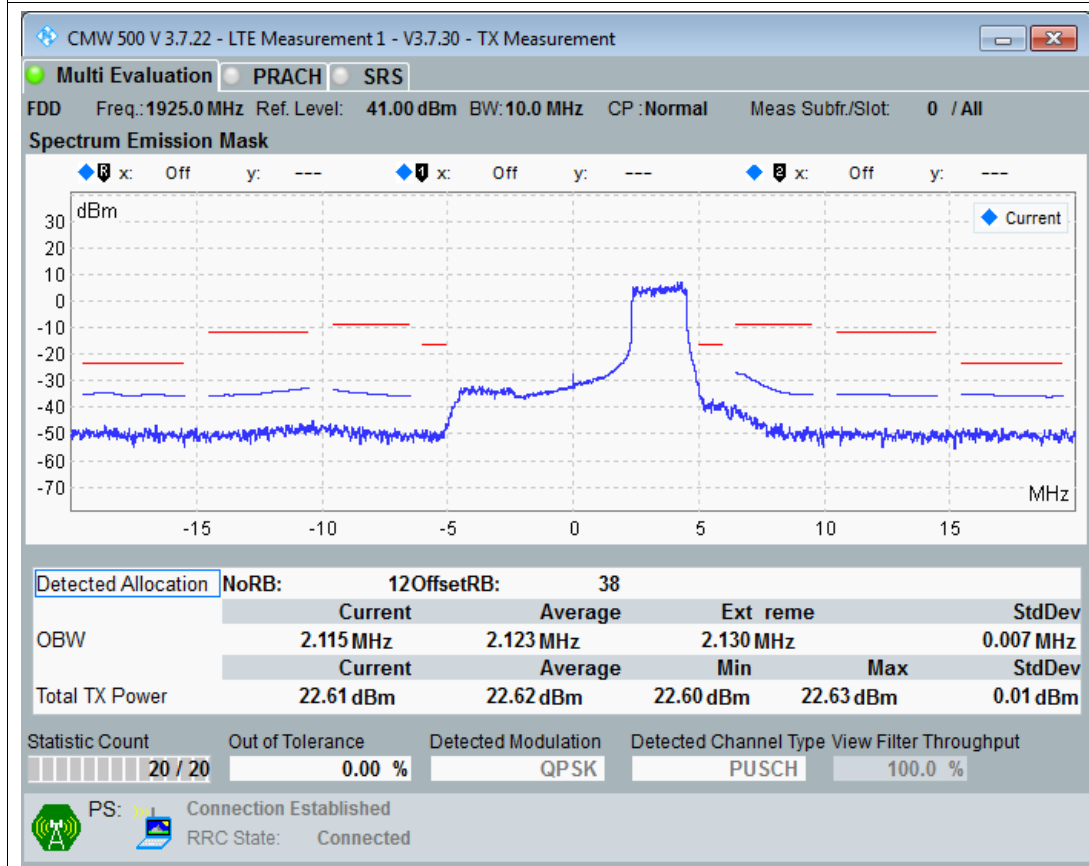 CMW 500 V 3.7.22 - LTE Measurement 1 - V3.7.30 - TX Measurement
Multi Evaluation PRACH SRS
FDD Freq.: 1925.0 MHz Ref. Level: 41.00 dBm BW: 10.0 MHz CP : Normal Meas Subfr./Slot: 0 / All
Spectrum Emission Mask
R x: Off y: --- 1 x: Off y: --- 2 x: Off y: ---
dBm
Current
30
20
10
0
-10
-20
-30
-40
-50
-60
-70
MHz
-15 -10 -5 0 5 10 15
Detected Allocation NoRB: 12 OffsetRB: 38
Current Average Ext reme StdDev
OBW 2.115 MHz 2.123 MHz 2.130 MHz 0.007 MHz
Current Average Min Max StdDev
Total TX Power 22.61 dBm 22.62 dBm 22.60 dBm 22.63 dBm 0.01 dBm
Statistic Count Out of Tolerance Detected Modulation Detected Channel Type View Filter Throughput
20 / 20 0.00 % QPSK PUSCH 100.0 %
PS: Connection Established
RRC State: Connected